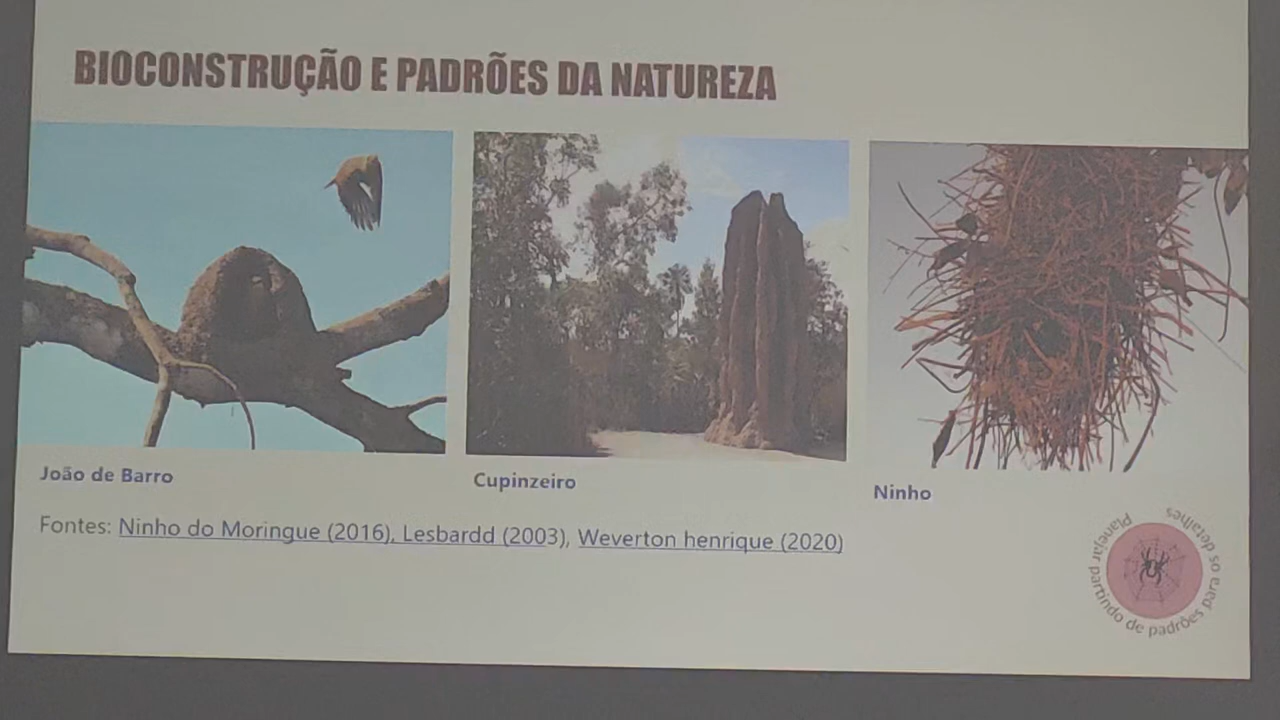 BIOCONSTRUÇÃO E PADRÕES DA NATUREZA
João de Barro
Cupinzeiro
Ninho
Fontes: Ninho do Moringue (2016), Lesbardd (2003), Weverton henrique (2020)
Planejar partindo de padrões para os detalhes